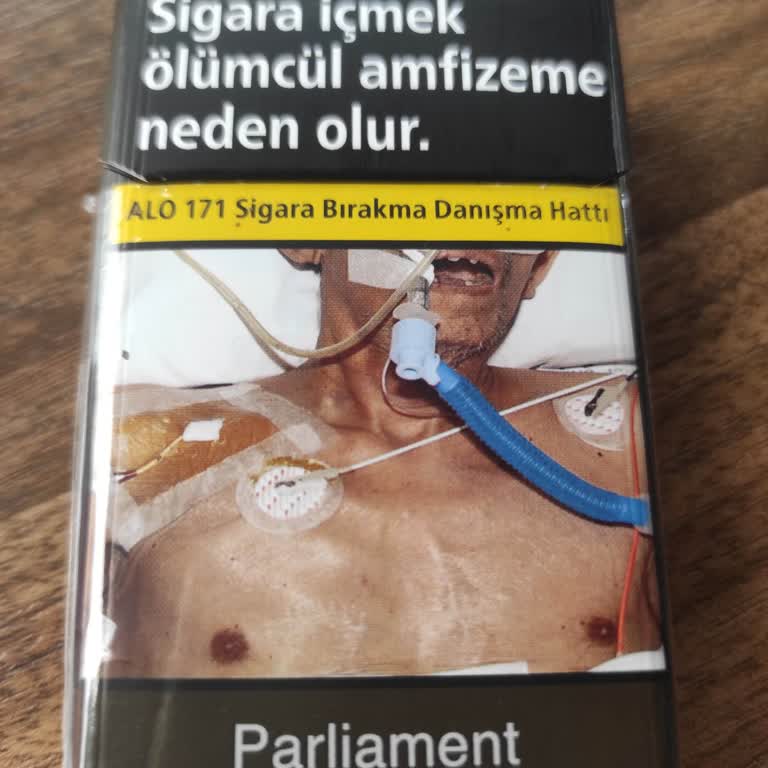 Sigara içmek
ölümcül amfizeme
neden olur.
ALO 171 Sigara Bırakma Danışma Hattı
Parliament